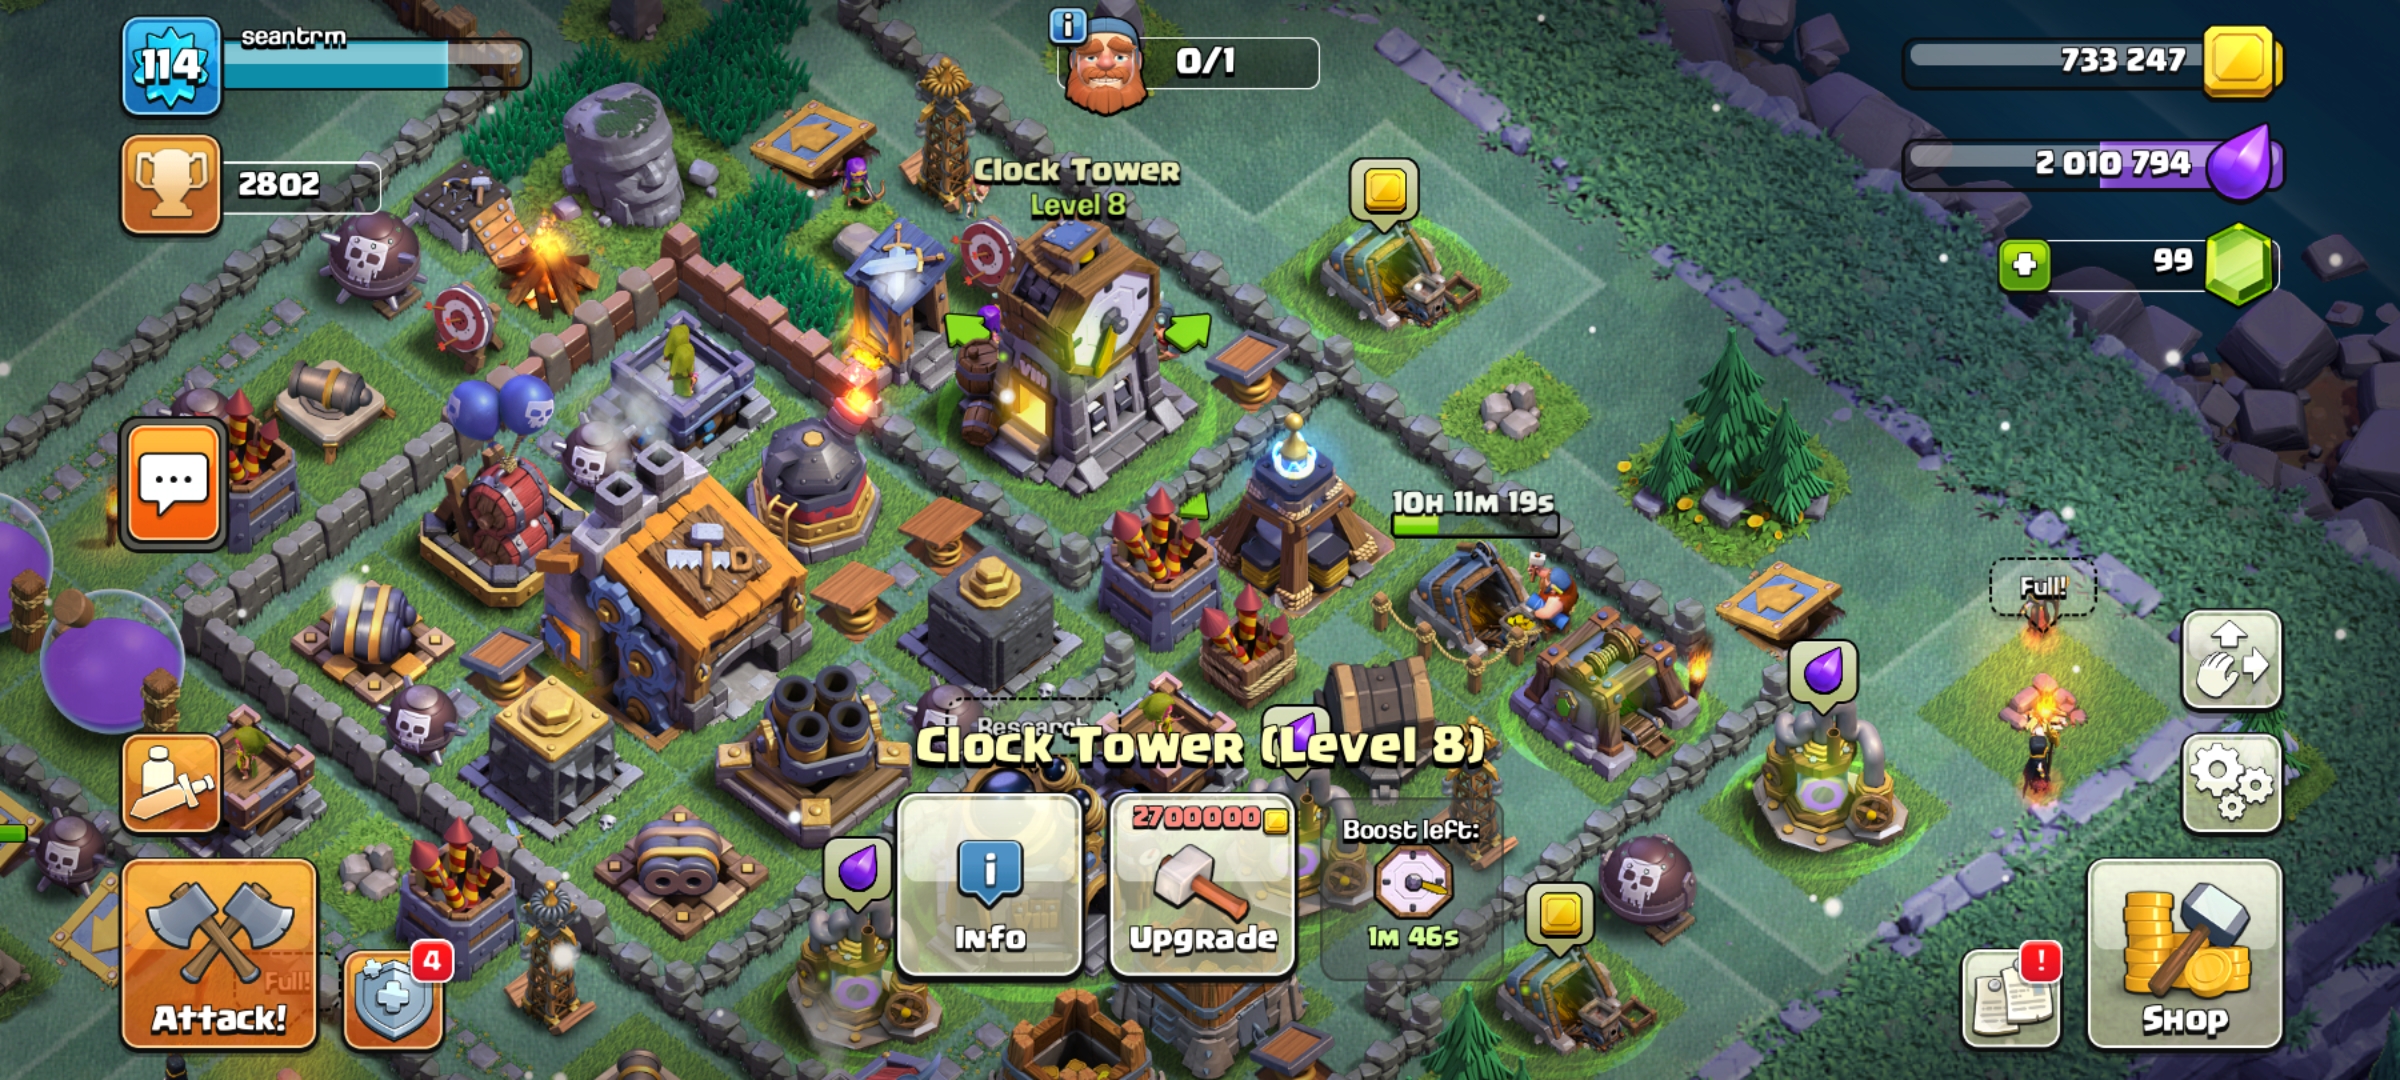 114
seantrm
0/1
733 247
2802
2 010 794
99
Clock Tower
Level 8
VIII
10H 11M 19s
Full!
Research
Clock Tower (Level 8)
2700000
Boost left:
Info
Upgrade
1M 46s
4
Full!
Attack!
!
Shop